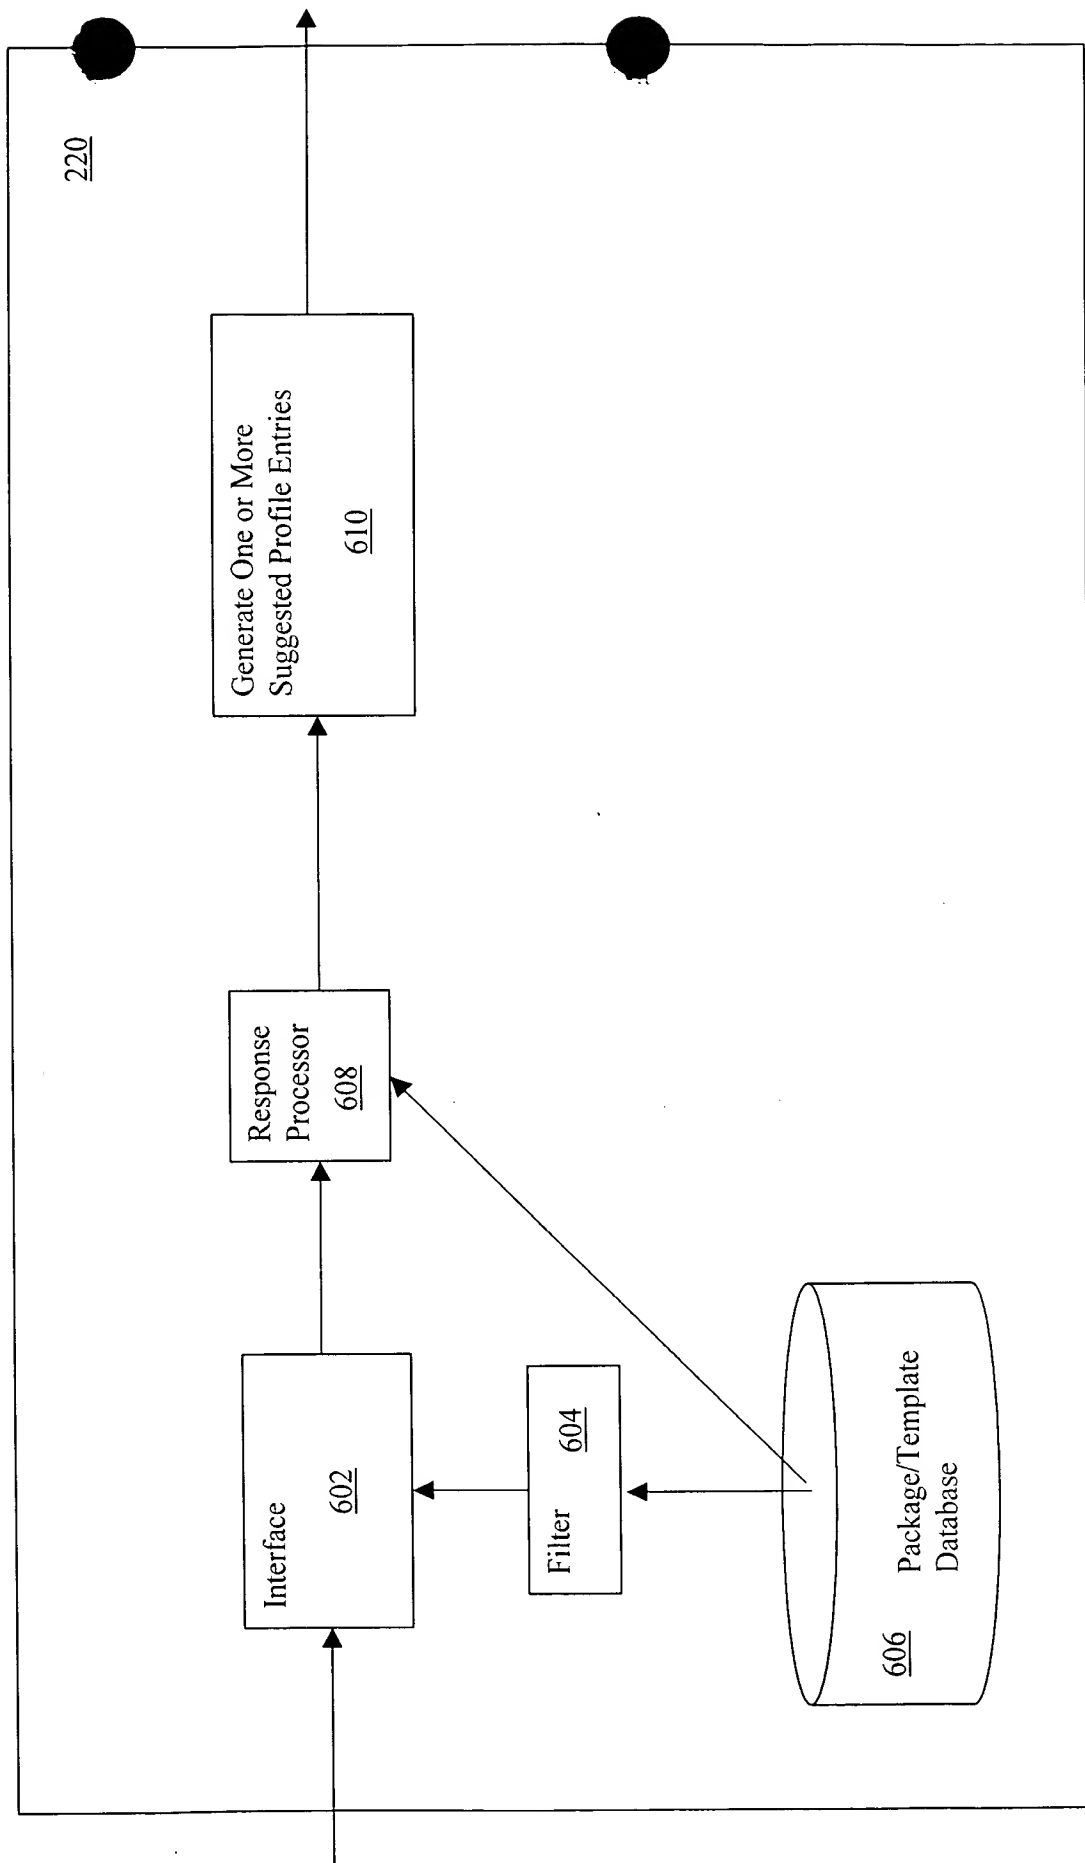 220
Interface
602
Response
Processor
608
Generate One or More
Suggested Profile Entries
610
Filter
604
606
Package/Template
Database